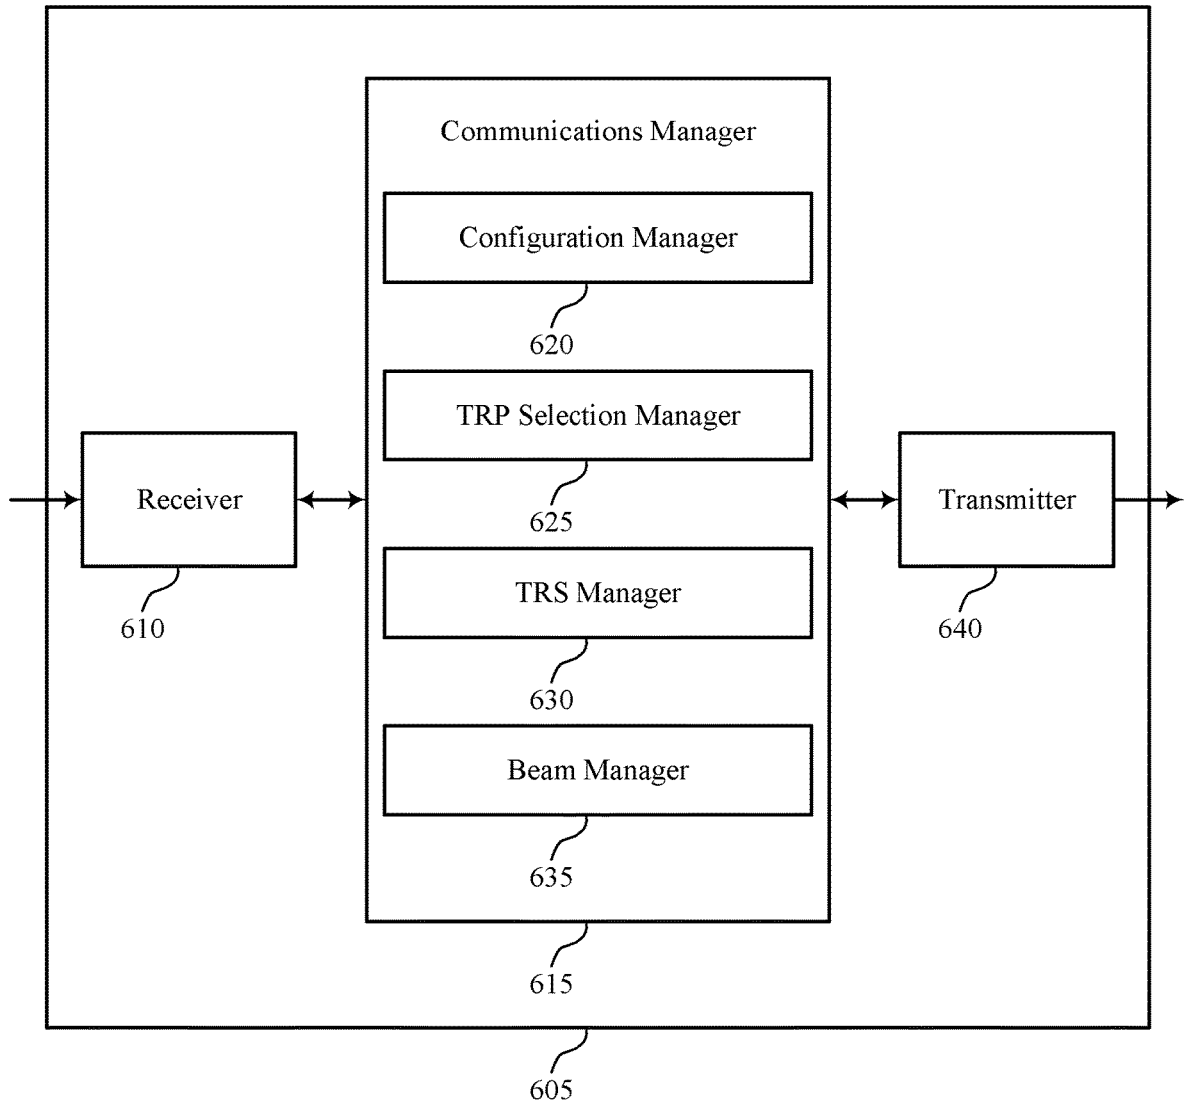 Communications Manager
Configuration Manager
620
TRP Selection Manager
625
Receiver
610
Transmitter
640
TRS Manager
630
Beam Manager
635
615
605